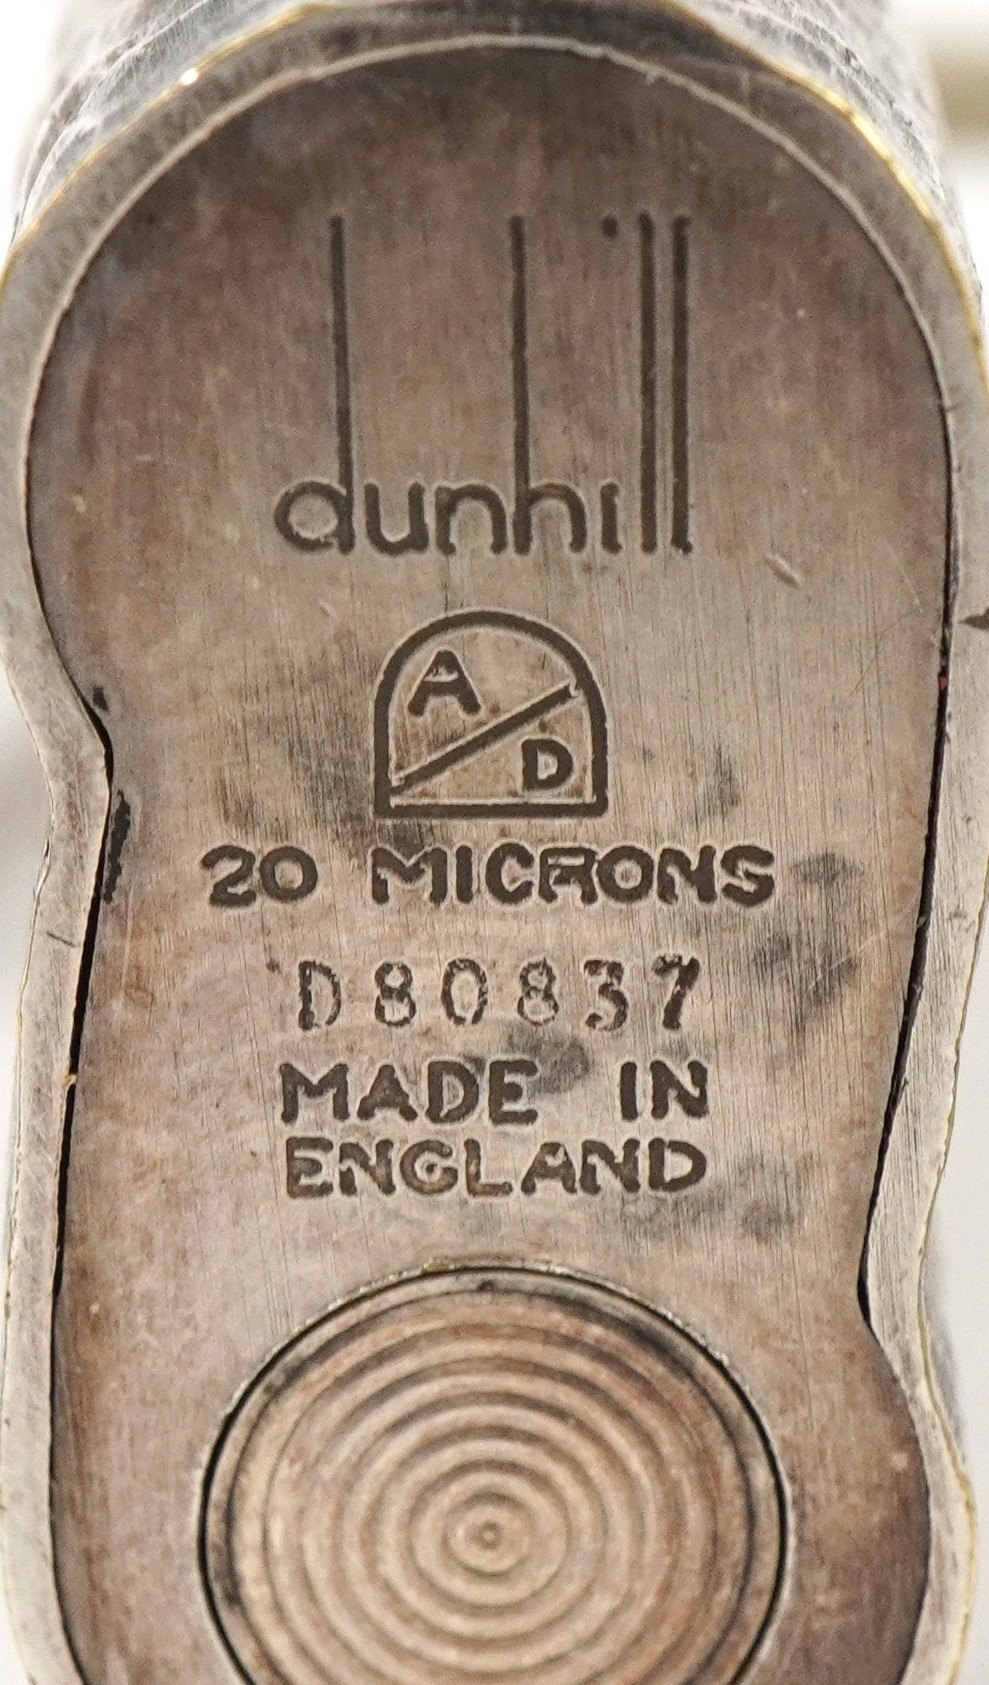 dunhill
A
D
20 MICRONS
D80837
MADE IN
ENGLAND